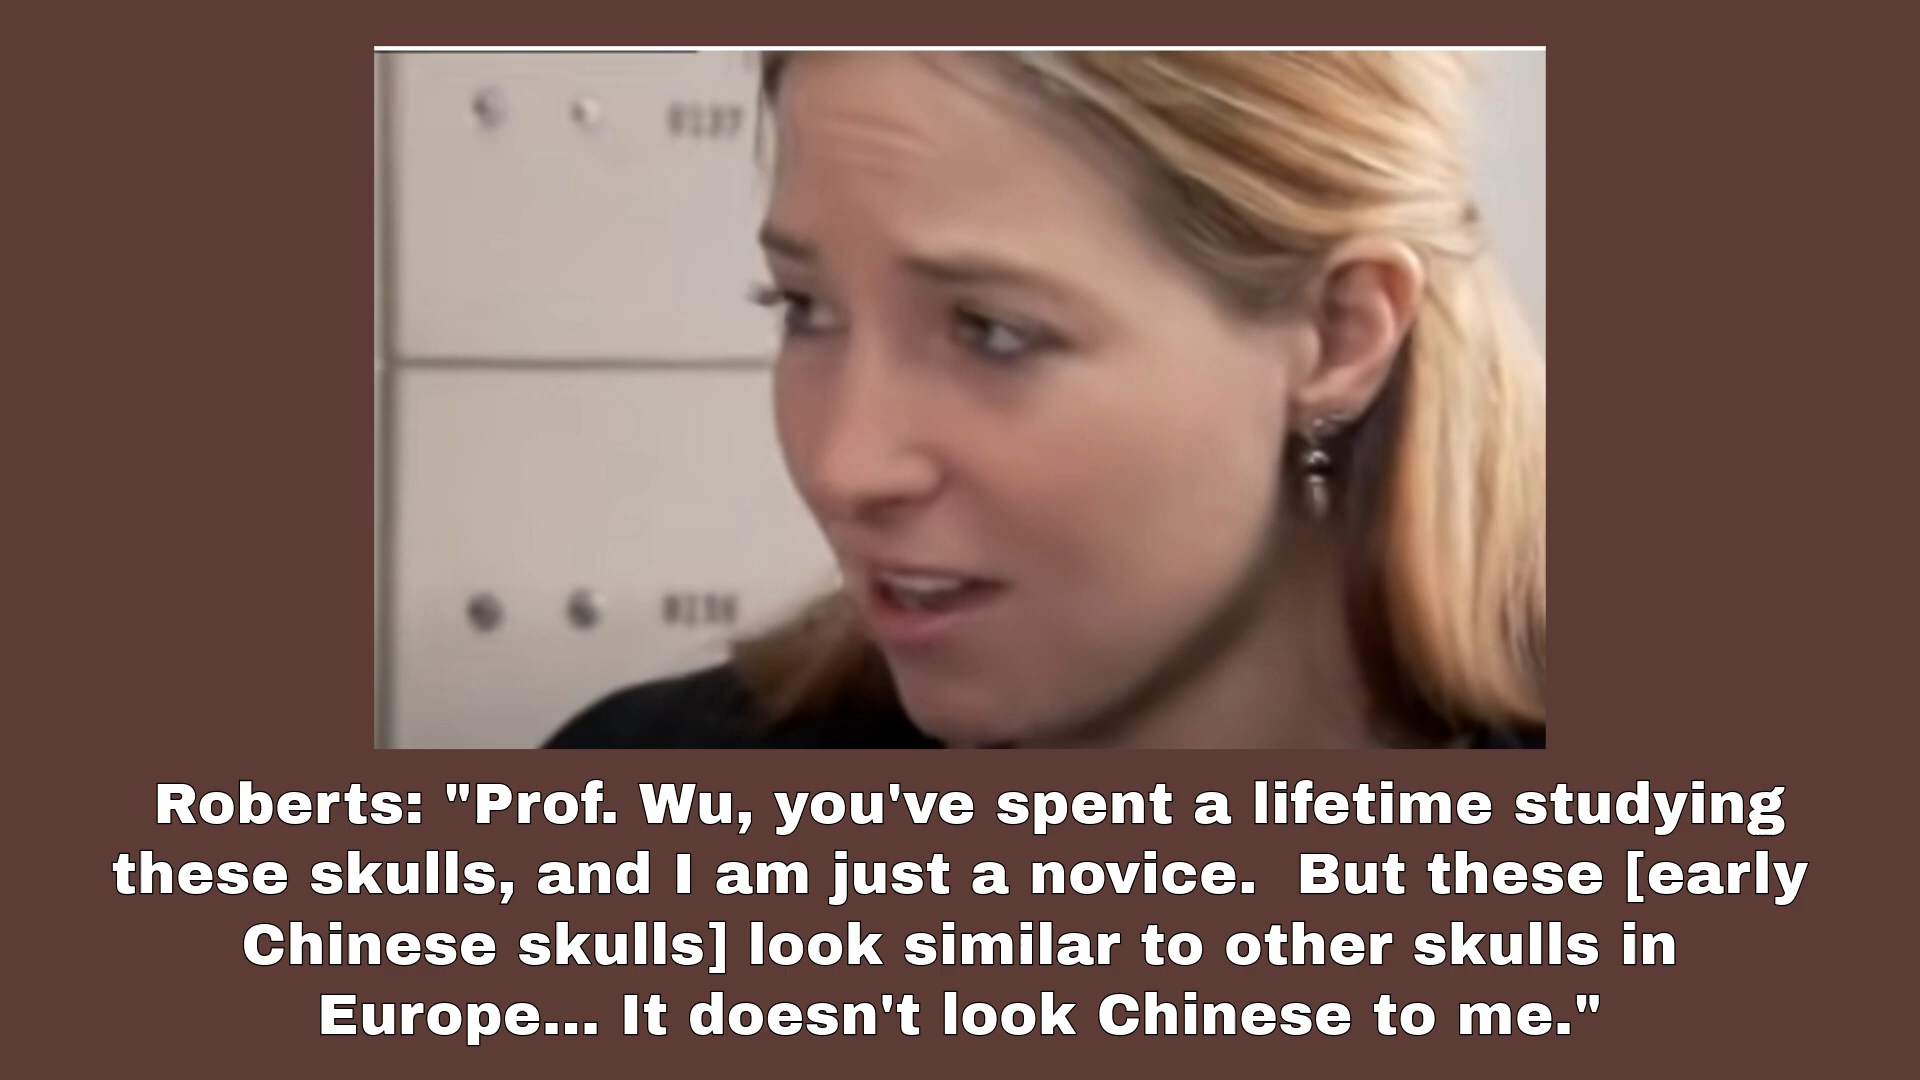 0137
Roberts: "Prof. Wu, you've spent a lifetime studying
these skulls, and I am just a novice.  But these [early
Chinese skulls] look similar to other skulls in
Europe... It doesn't look Chinese to me."